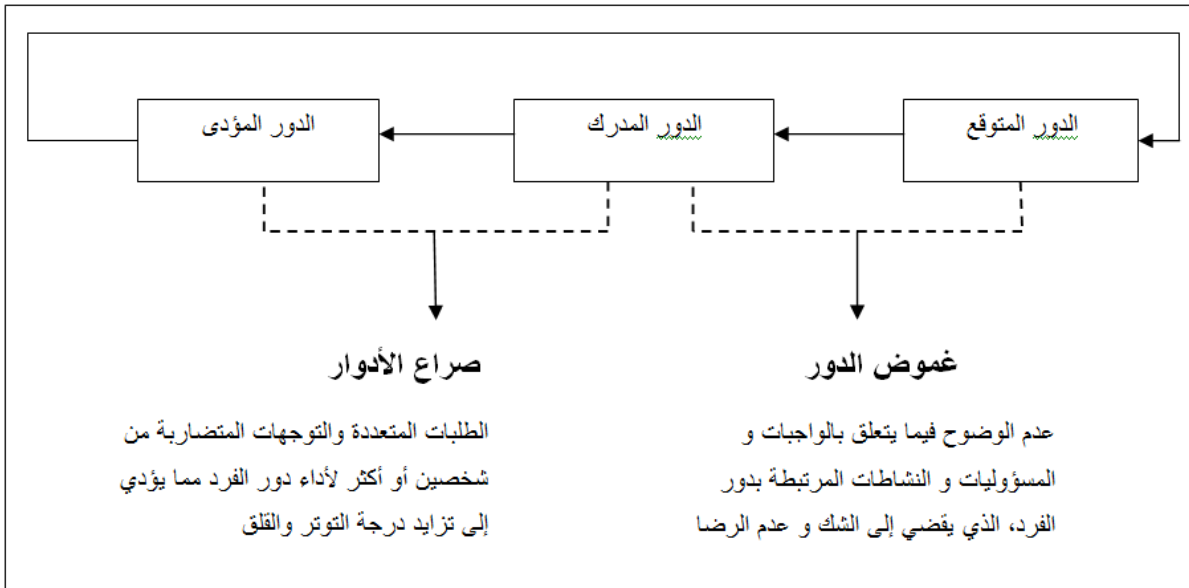 الدور المتوقع
الدور المدرك
الدور المؤدى
غموض الدور
عدم الوضوح فيما يتعلق بالواجبات و
المسؤوليات و النشاطات المرتبطة بدور
الفرد، الذي يقضي إلى الشك و عدم الرضا
صراع الأدوار
الطلبات المتعددة والتوجهات المتضاربة من
شخصين أو أكثر لأداء دور الفرد مما يؤدي
إلى تزايد درجة التوتر والقلق